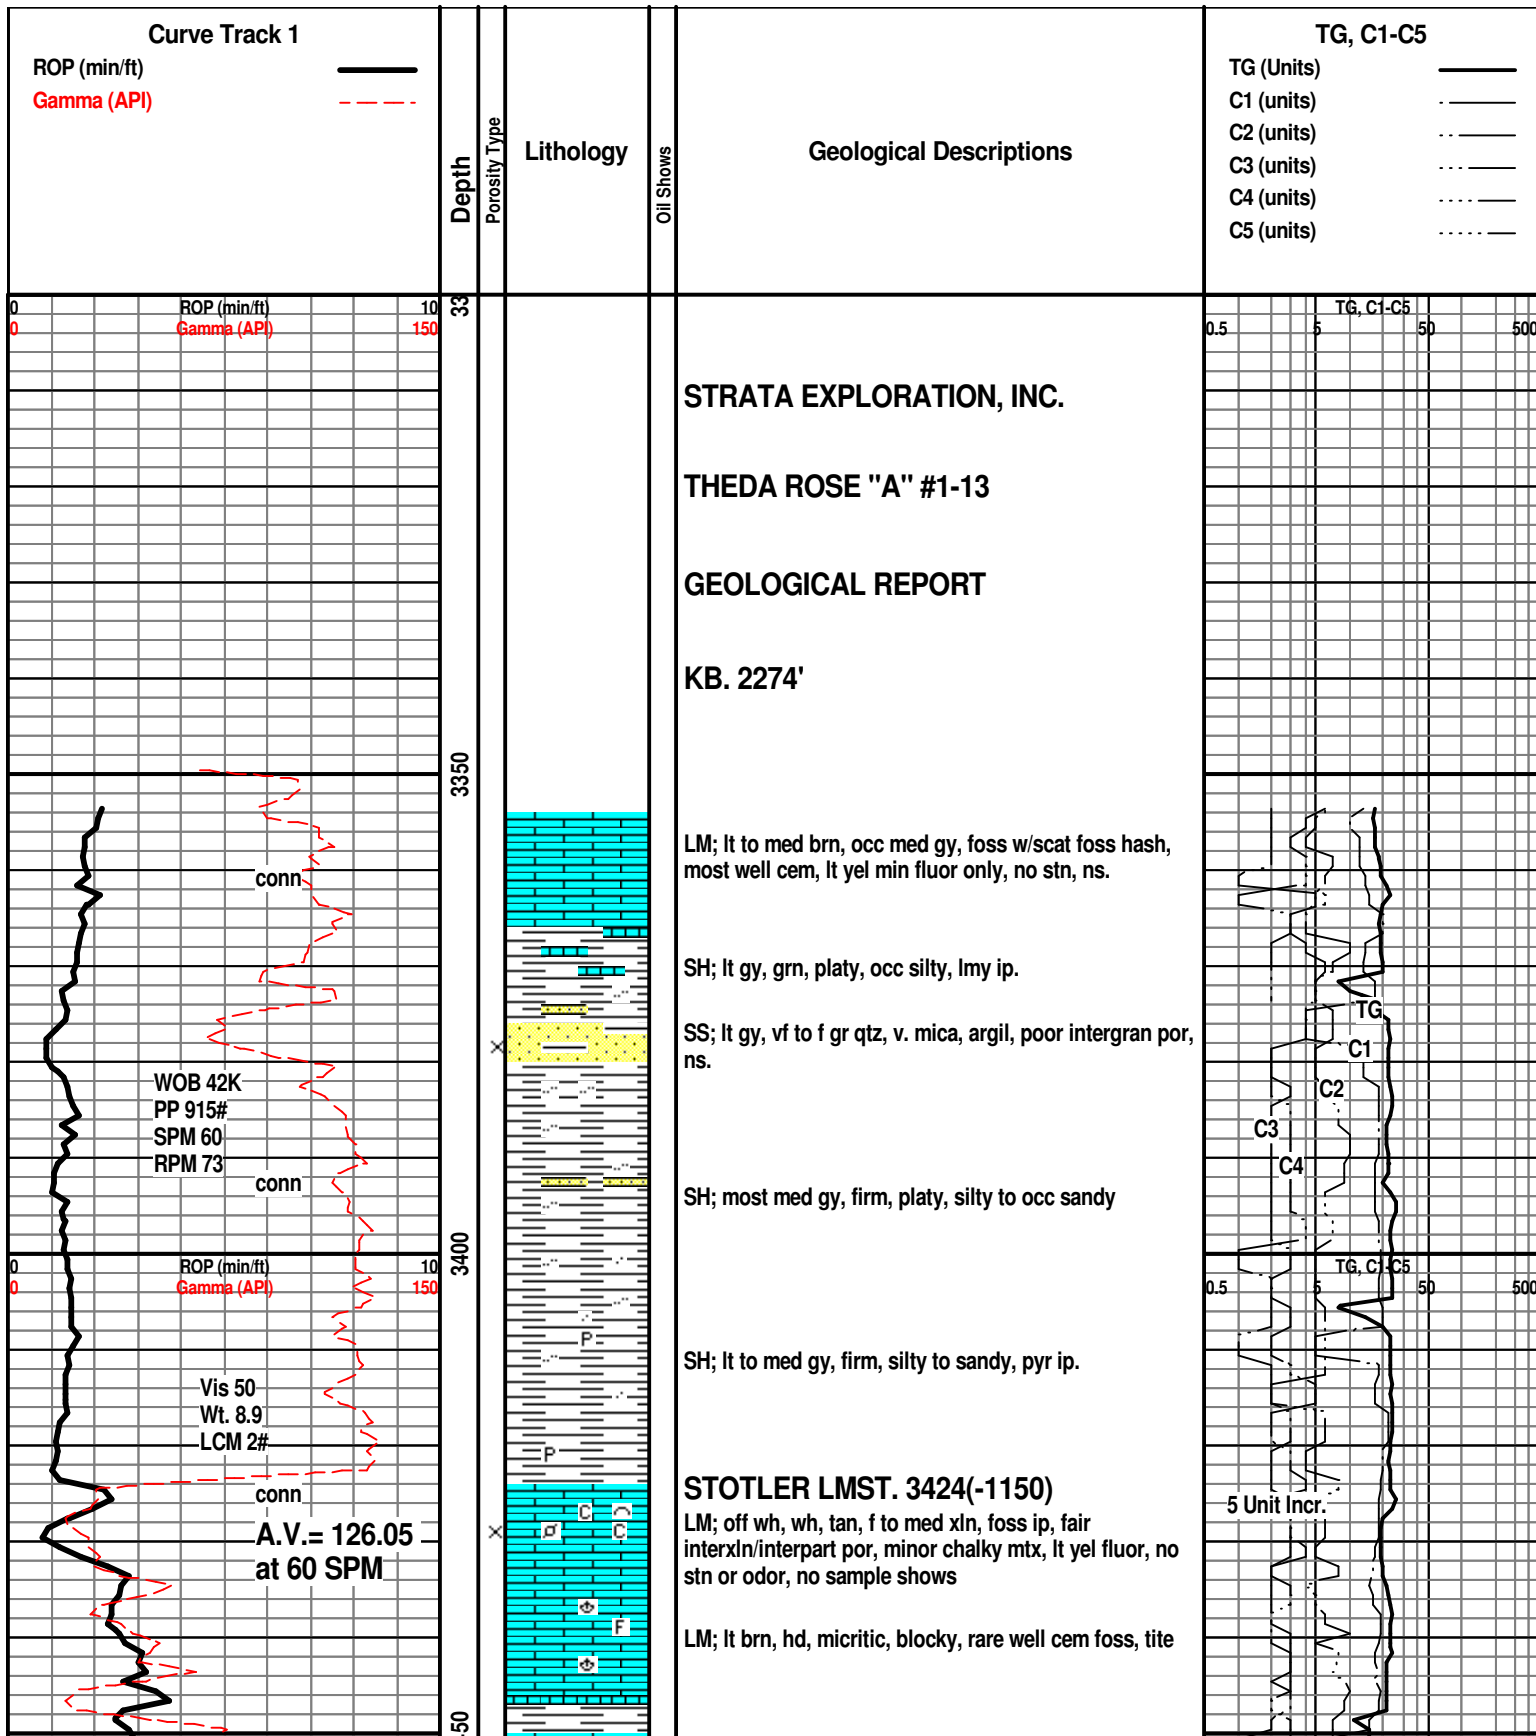 Curve Track 1
ROP (min/ft)
Gamma (API)
Depth
Porosity Type
Lithology
Oil Shows
Geological Descriptions
TG, C1-C5
TG (Units)
C1 (units)
C2 (units)
C3 (units)
C4 (units)
C5 (units)
0 ROP (min/ft) 10
0 Gamma (API) 150
33
TG, C1-C5
0.5 5 50 500
STRATA EXPLORATION, INC.
THEDA ROSE "A" #1-13
GEOLOGICAL REPORT
KB. 2274'
3350
LM; lt to med brn, occ med gy, foss w/scat foss hash,
most well cem, lt yel min fluor only, no stn, ns.
conn
SH; lt gy, grn, platy, occ silty, lmy ip.
TG
SS; lt gy, vf to f gr qtz, v. mica, argil, poor intergran por,
ns.
C1
WOB 42K
PP 915#
SPM 60
RPM 73
C2
C3
C4
conn
SH; most med gy, firm, platy, silty to occ sandy
3400
0 ROP (min/ft) 10
0 Gamma (API) 150
TG, C1-C5
0.5 5 50 500
P
SH; lt to med gy, firm, silty to sandy, pyr ip.
Vis 50
Wt. 8.9
LCM 2#
P
conn
STOTLER LMST. 3424(-1150)
5 Unit Incr.
C
C
LM; off wh, wh, tan, f to med xln, foss ip, fair
interxln/interpart por, minor chalky mtx, lt yel fluor, no
stn or odor, no sample shows
A.V.= 126.05
at 60 SPM
F
LM; lt brn, hd, micritic, blocky, rare well cem foss, tite
50